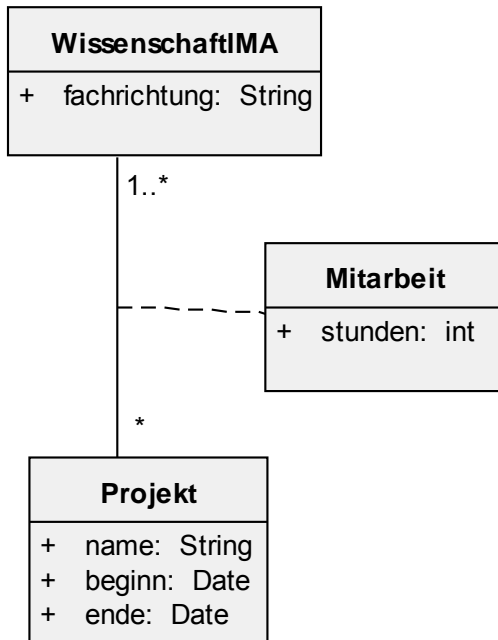 WissenschaftlMA
+ fachrichtung: String
1..*
Mitarbeit
+ stunden: int
*
Projekt
+ name: String
+ beginn: Date
+ ende: Date